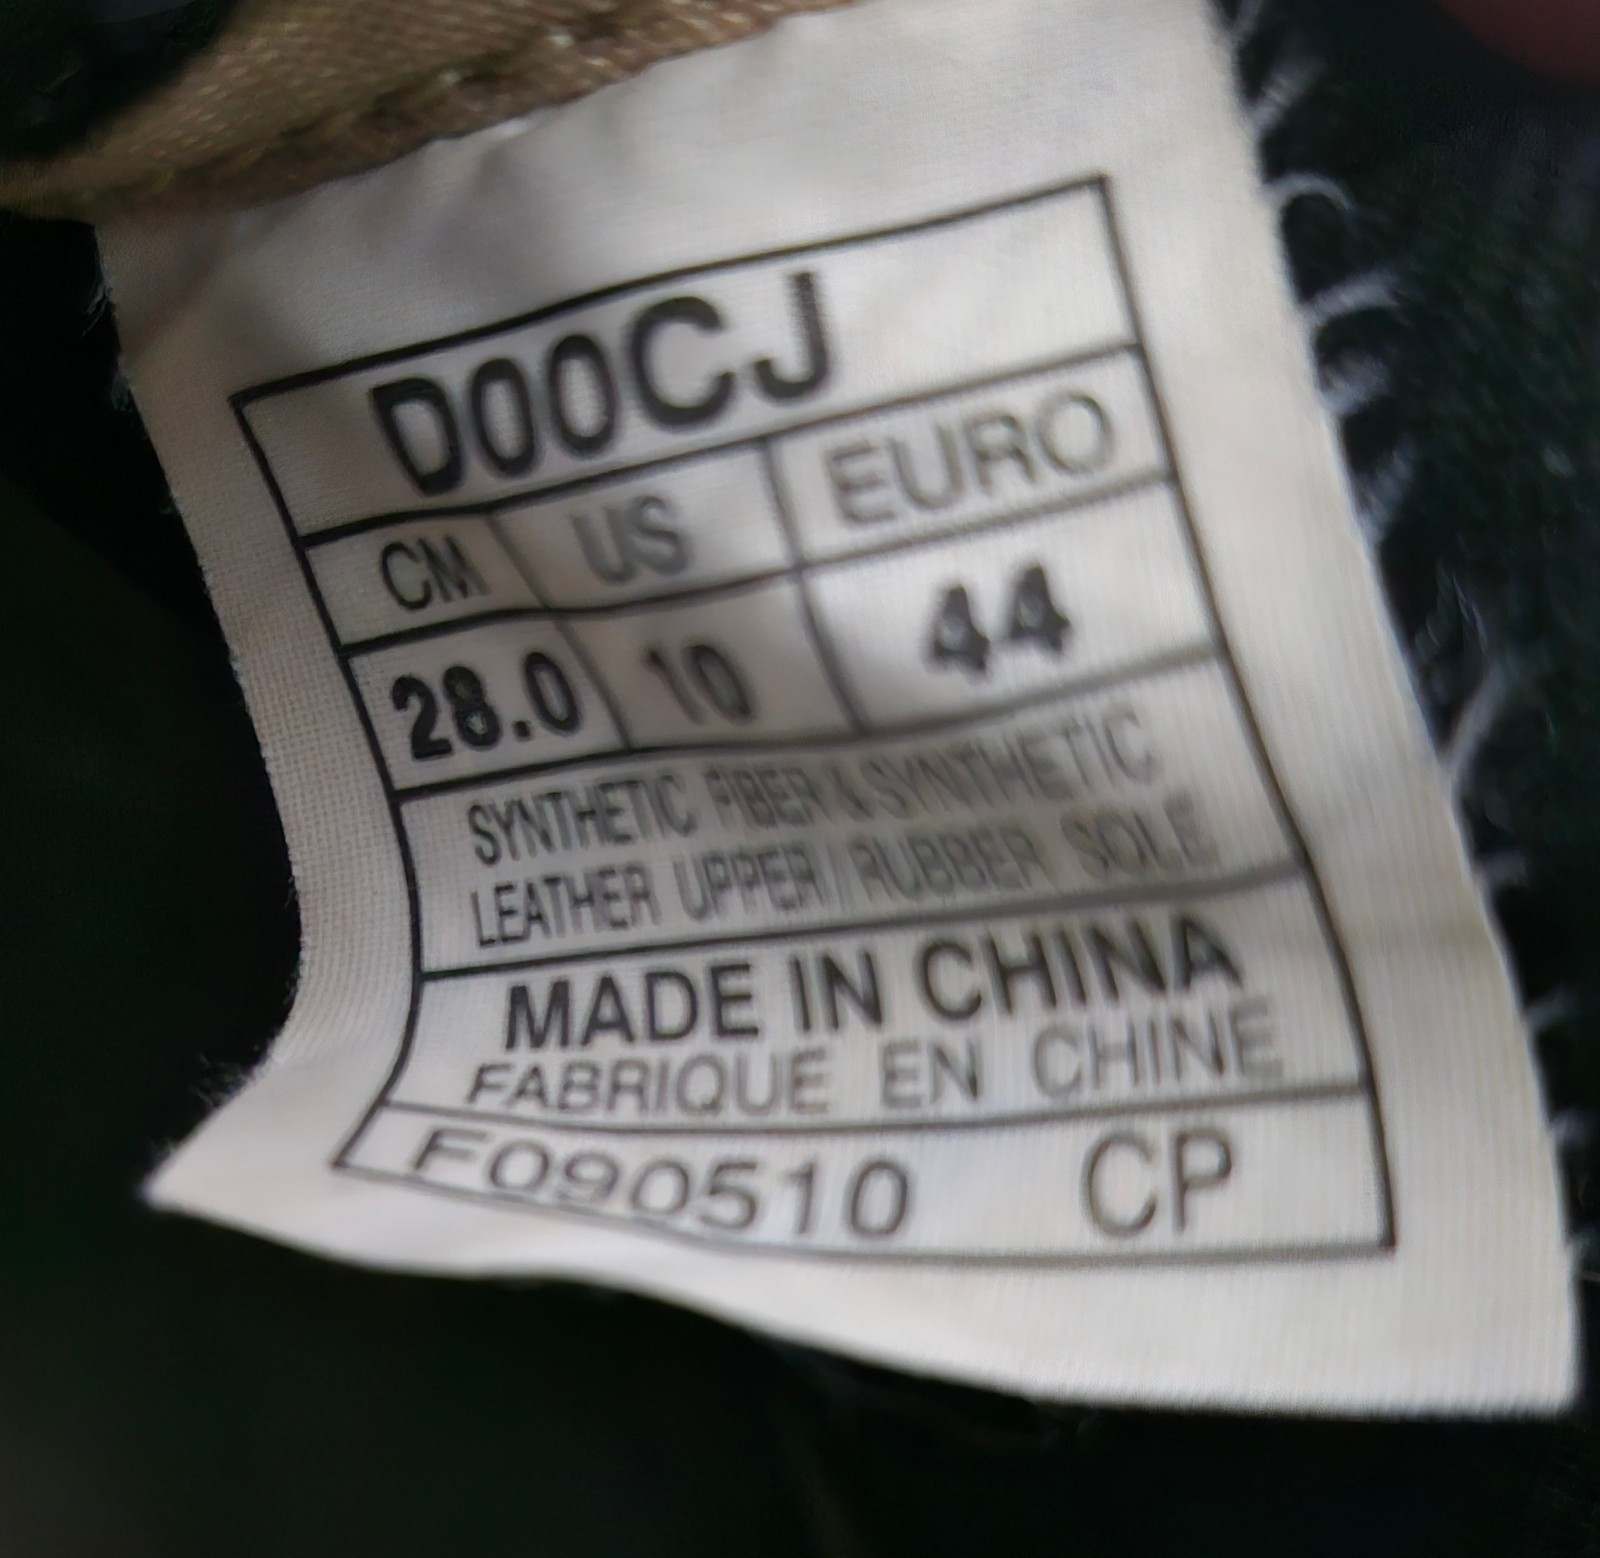 D00CJ
CM US EURO
28.0 10 44
SYNTHETIC FIBER & SYNTHETIC
LEATHER UPPER//RUBBER SOLE
MADE IN CHINA
FABRIQUE EN CHINE
F090510 CP